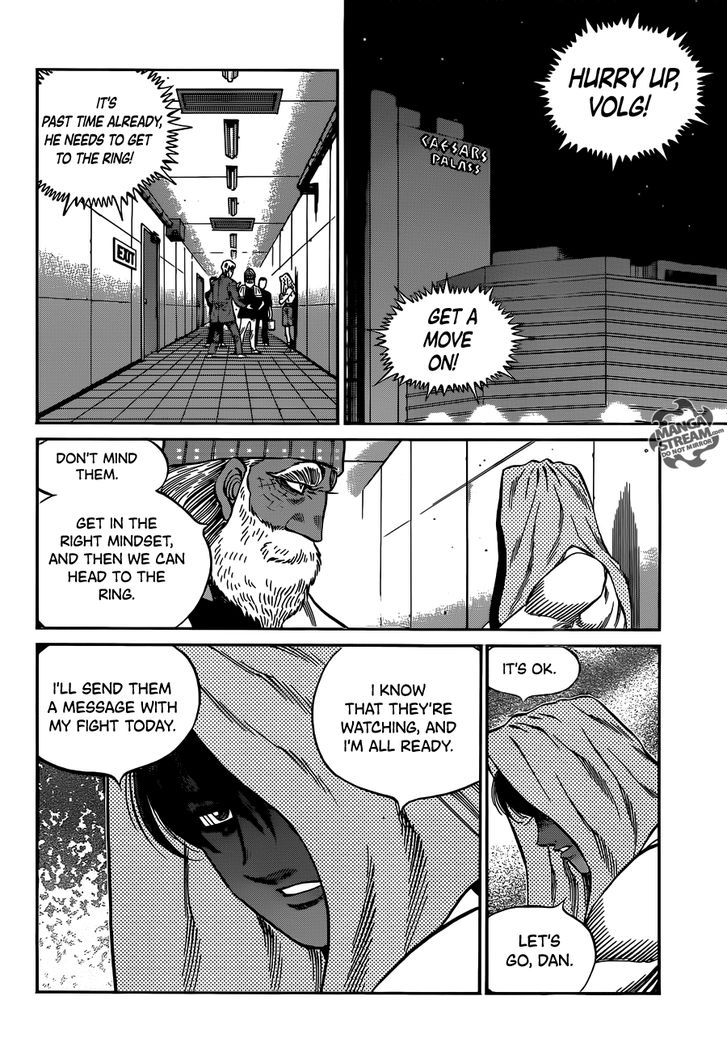 HURRY UP,
VOLG!
CAESARS
PALASS
GET A
MOVE
ON!
IT'S
PAST TIME ALREADY,
HE NEEDS TO GET
TO THE RING!
EXIT
MANGA
STREAM.com
DO NOT MIRROR
DON'T MIND
THEM.
GET IN THE
RIGHT MINDSET,
AND THEN WE CAN
HEAD TO THE
RING.
IT'S OK.
LET'S
GO, DAN.
I KNOW
THAT THEY'RE
WATCHING, AND
I'M ALL READY.
I'LL SEND THEM
A MESSAGE WITH
MY FIGHT TODAY.